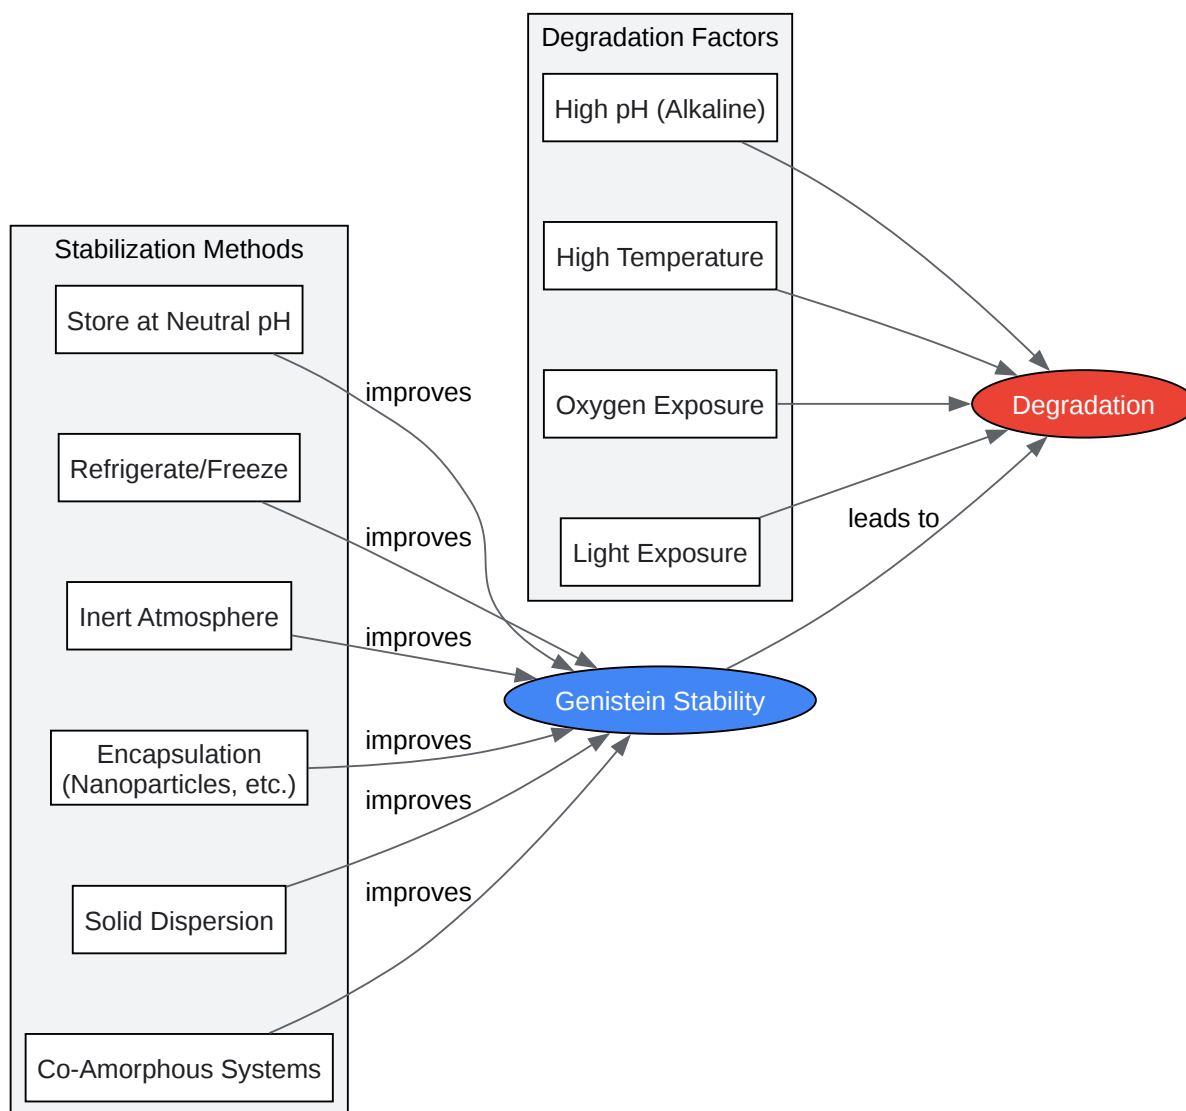 Degradation Factors
High pH (Alkaline)
High Temperature
Oxygen Exposure
Light Exposure
Degradation
leads to
Stabilization Methods
Store at Neutral pH
improves
Refrigerate/Freeze
improves
Inert Atmosphere
improves
Genistein Stability
Encapsulation
(Nanoparticles, etc.)
improves
Solid Dispersion
improves
Co-Amorphous Systems
improves